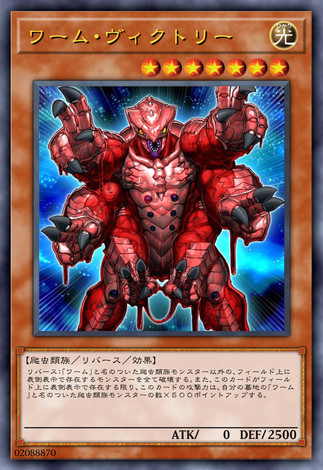 ワーム・ヴィクトリー
光
【爬虫類族／リバース／効果】
リバース：「ワーム」と名のついた爬虫類族モンスター以外の、フィールド上に
表側表示で存在するモンスターを全て破壊する。また、このカードがフィール
ド上に表側表示で存在する限り、このカードの攻撃力は、自分の墓地の「ワーム」
と名のついた爬虫類族モンスターの数×５００ポイントアップする。
ATK/ 0 DEF/2500
02088870